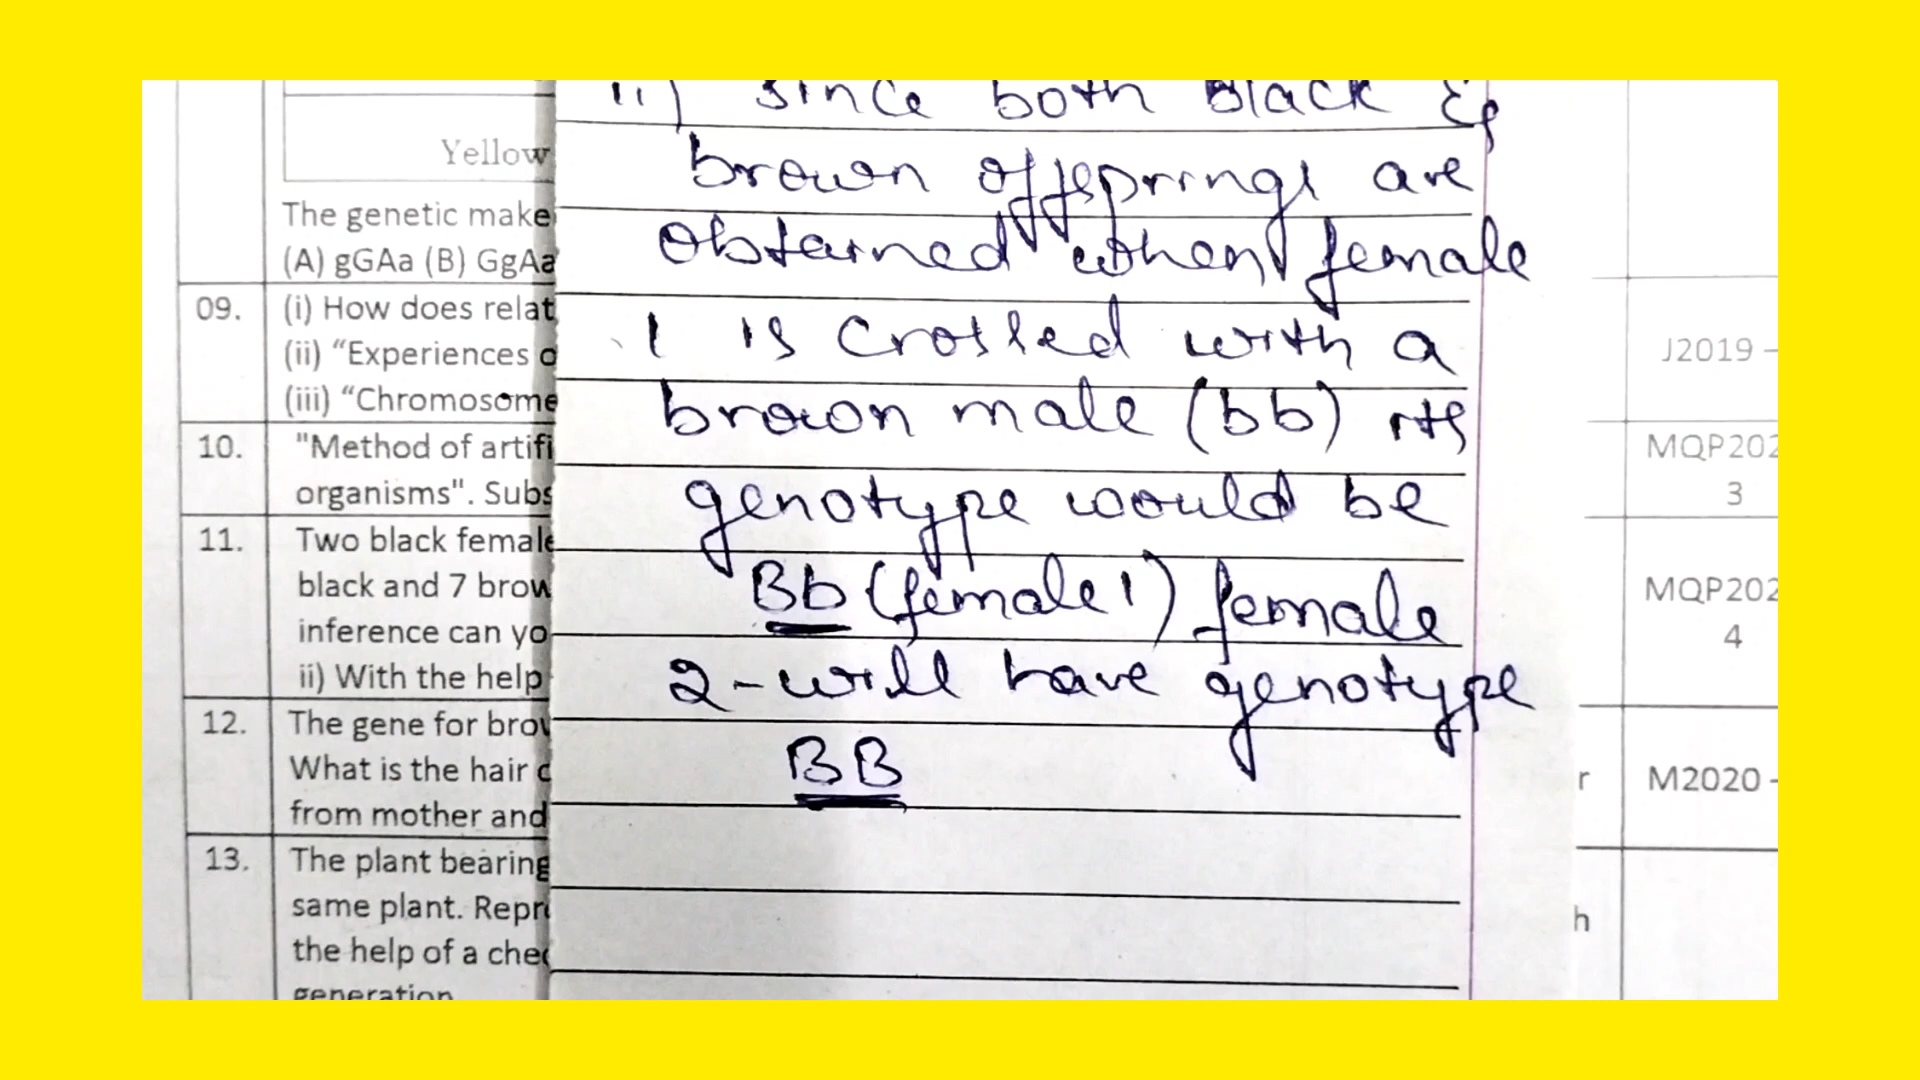 Yellow
The genetic make
(A) gGAa (B) GgAa
09. (i) How does relat
(ii) "Experiences o
(iii) "Chromosome
10. "Method of artifi
organisms". Subs
11. Two black female
black and 7 brow
inference can yo
ii) With the help
12. The gene for brow
What is the hair c
from mother and
13. The plant bearing
same plant. Repre
the help of a chec
generation
ii) Since both Black &
brown offsprings are
obtained when female
1 is crossed with a
brown male (bb) its
genotype would be
Bb (female 1) female
2 - will have genotype
BB
J2019 -
MQP202
3
MQP202
4
r M2020 -
h